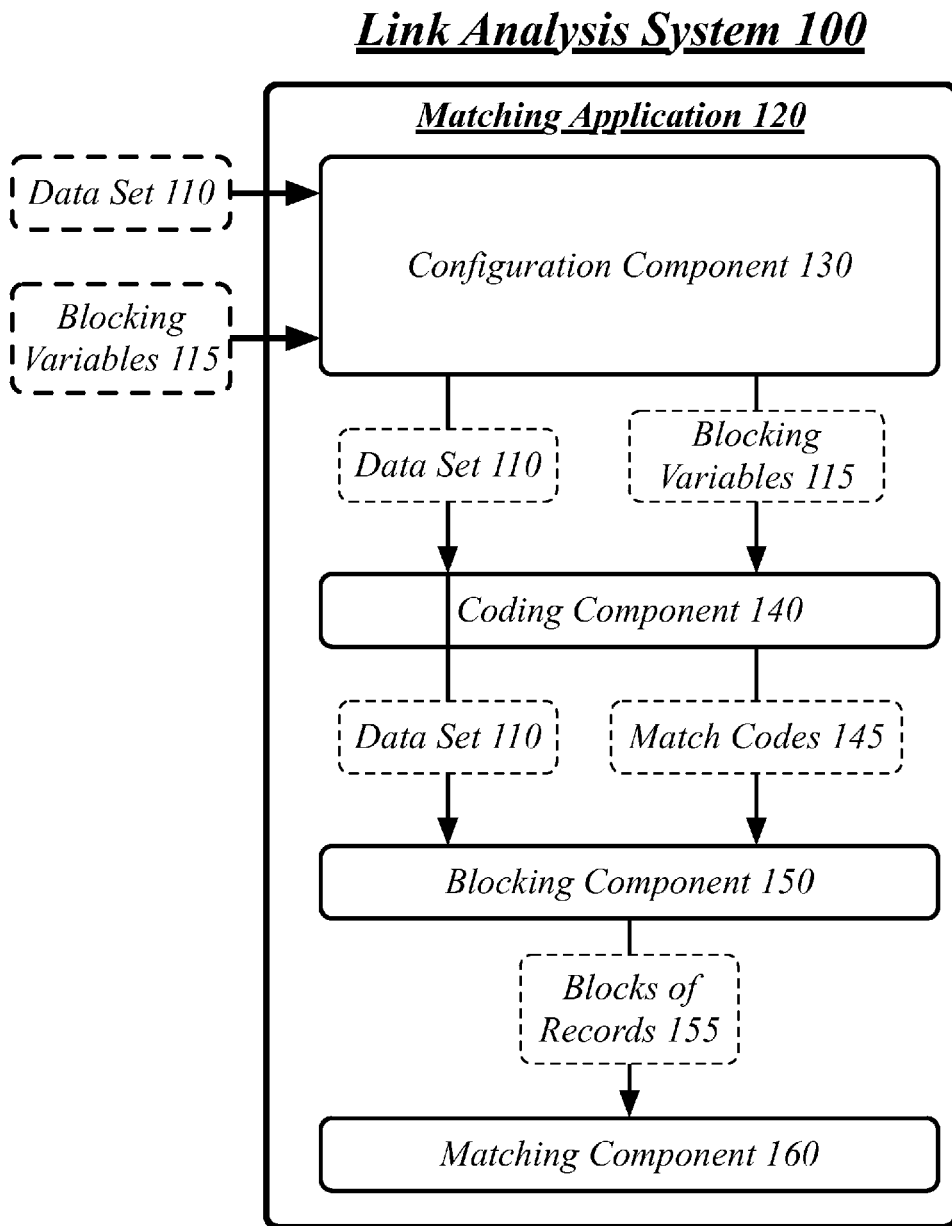 Link Analysis System 100
Matching Application 120
Data Set 110
Configuration Component 130
Blocking
Variables 115
Data Set 110
Blocking
Variables 115
Coding Component 140
Data Set 110
Match Codes 145
Blocking Component 150
Blocks of
Records 155
Matching Component 160